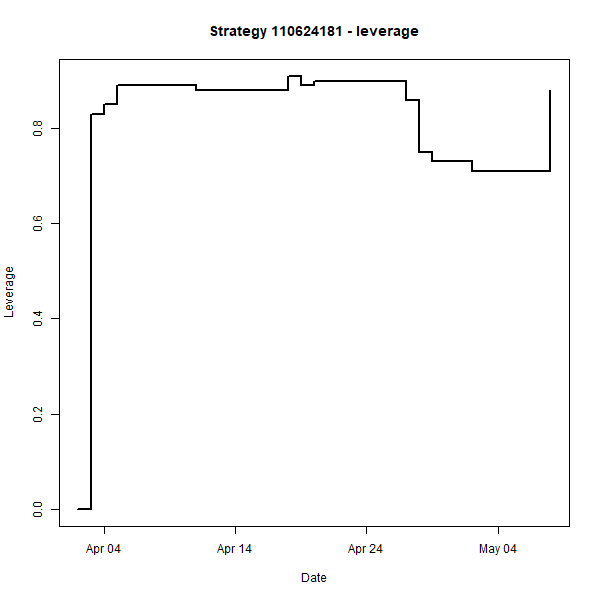 Strategy 110624181 - leverage
Leverage
0.8
0.6
0.4
0.2
0.0
Apr 04
Apr 14
Apr 24
May 04
Date